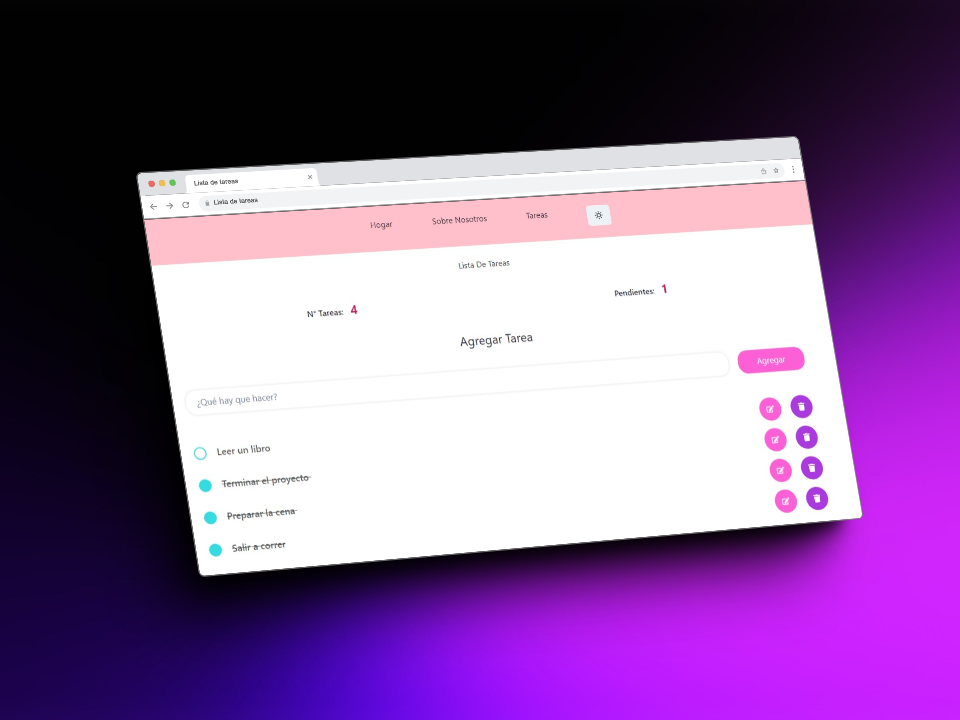 Lista de tareas
Lista de tareas
Hogar Sobre Nosotros Tareas
Lista De Tareas
N° Tareas: 4 Pendientes: 1
Agregar Tarea
¿Qué hay que hacer? Agregar
Leer un libro
Terminar el proyecto
Preparar la cena
Salir a correr